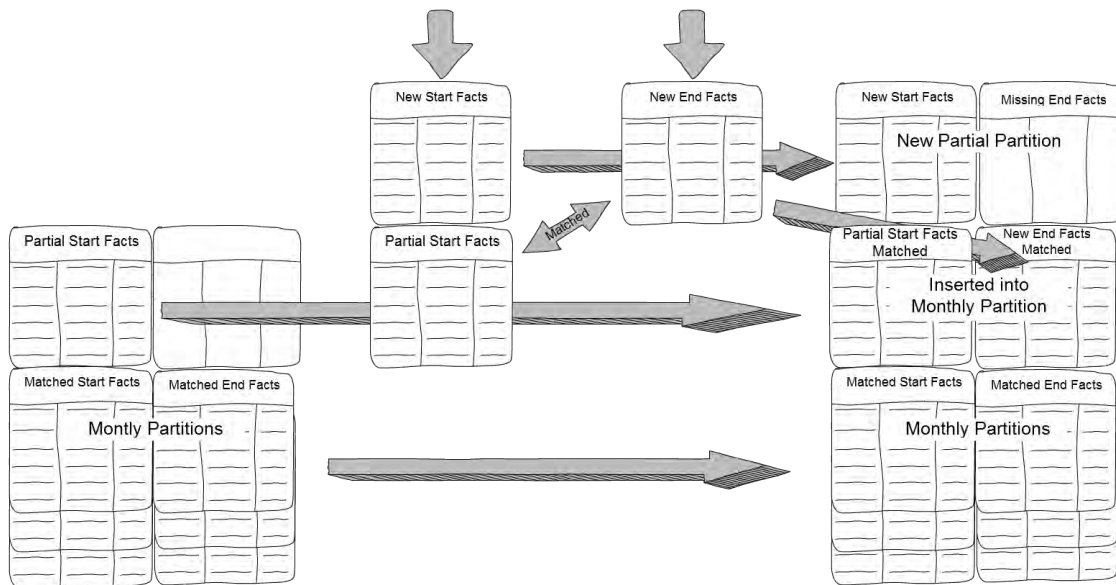 New Start Facts
New End Facts
New Start Facts
Missing End Facts
New Partial Partition
Matched
Partial Start Facts
Partial Start Facts
Partial Start Facts
Matched
New End Facts
Matched
Inserted into
Monthly Partition
Matched Start Facts
Matched End Facts
Montly Partitions
Matched Start Facts
Matched End Facts
Monthly Partitions